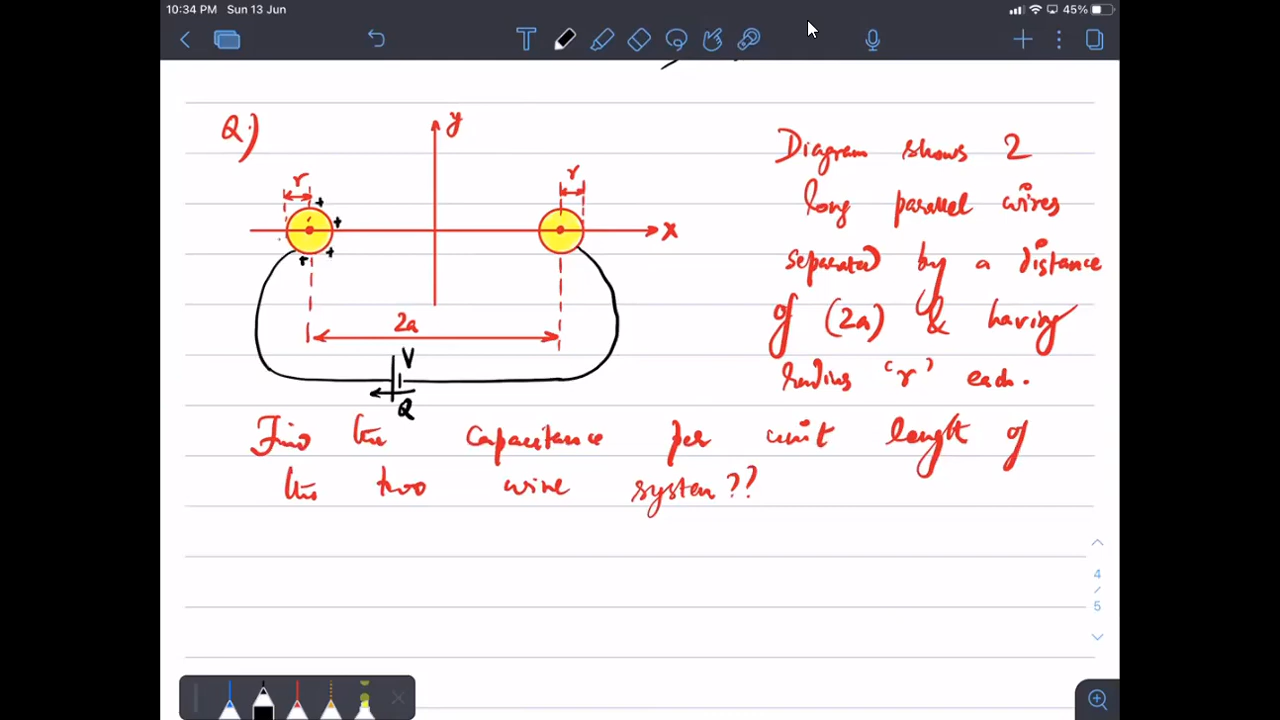 10:34 PM Sun 13 Jun
45%
Q.)
y
r
r
+
+
+
+
x
2a
V
Q
Diagram shows 2
long parallel wires
separated by a distance
of (2a) & having
radius 'r' each.
Find the capacitance per unit length of
the two wire system??
4
/
5